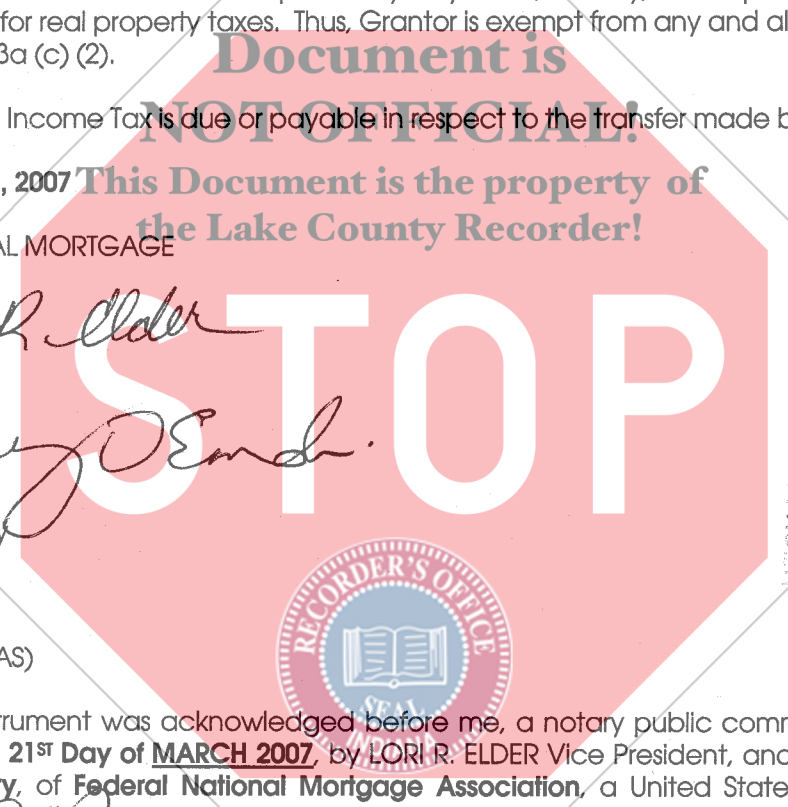 for real property taxes. Thus, Grantor is exempt from any and al
3a (c) (2).
Document is
Income Tax is due or payable in respect to the transfer made b
NOT OFFICIAL!
, 2007
This Document is the property of
the Lake County Recorder!
AL MORTGAGE
R. Elder
STOP
RECORDER'S OFFICE
SEAL
INDIANA
AS)
trument was acknowledged before me, a notary public comm
21ST Day of MARCH 2007, by LORI R. ELDER Vice President, and
ry, of Federal National Mortgage Association, a United State